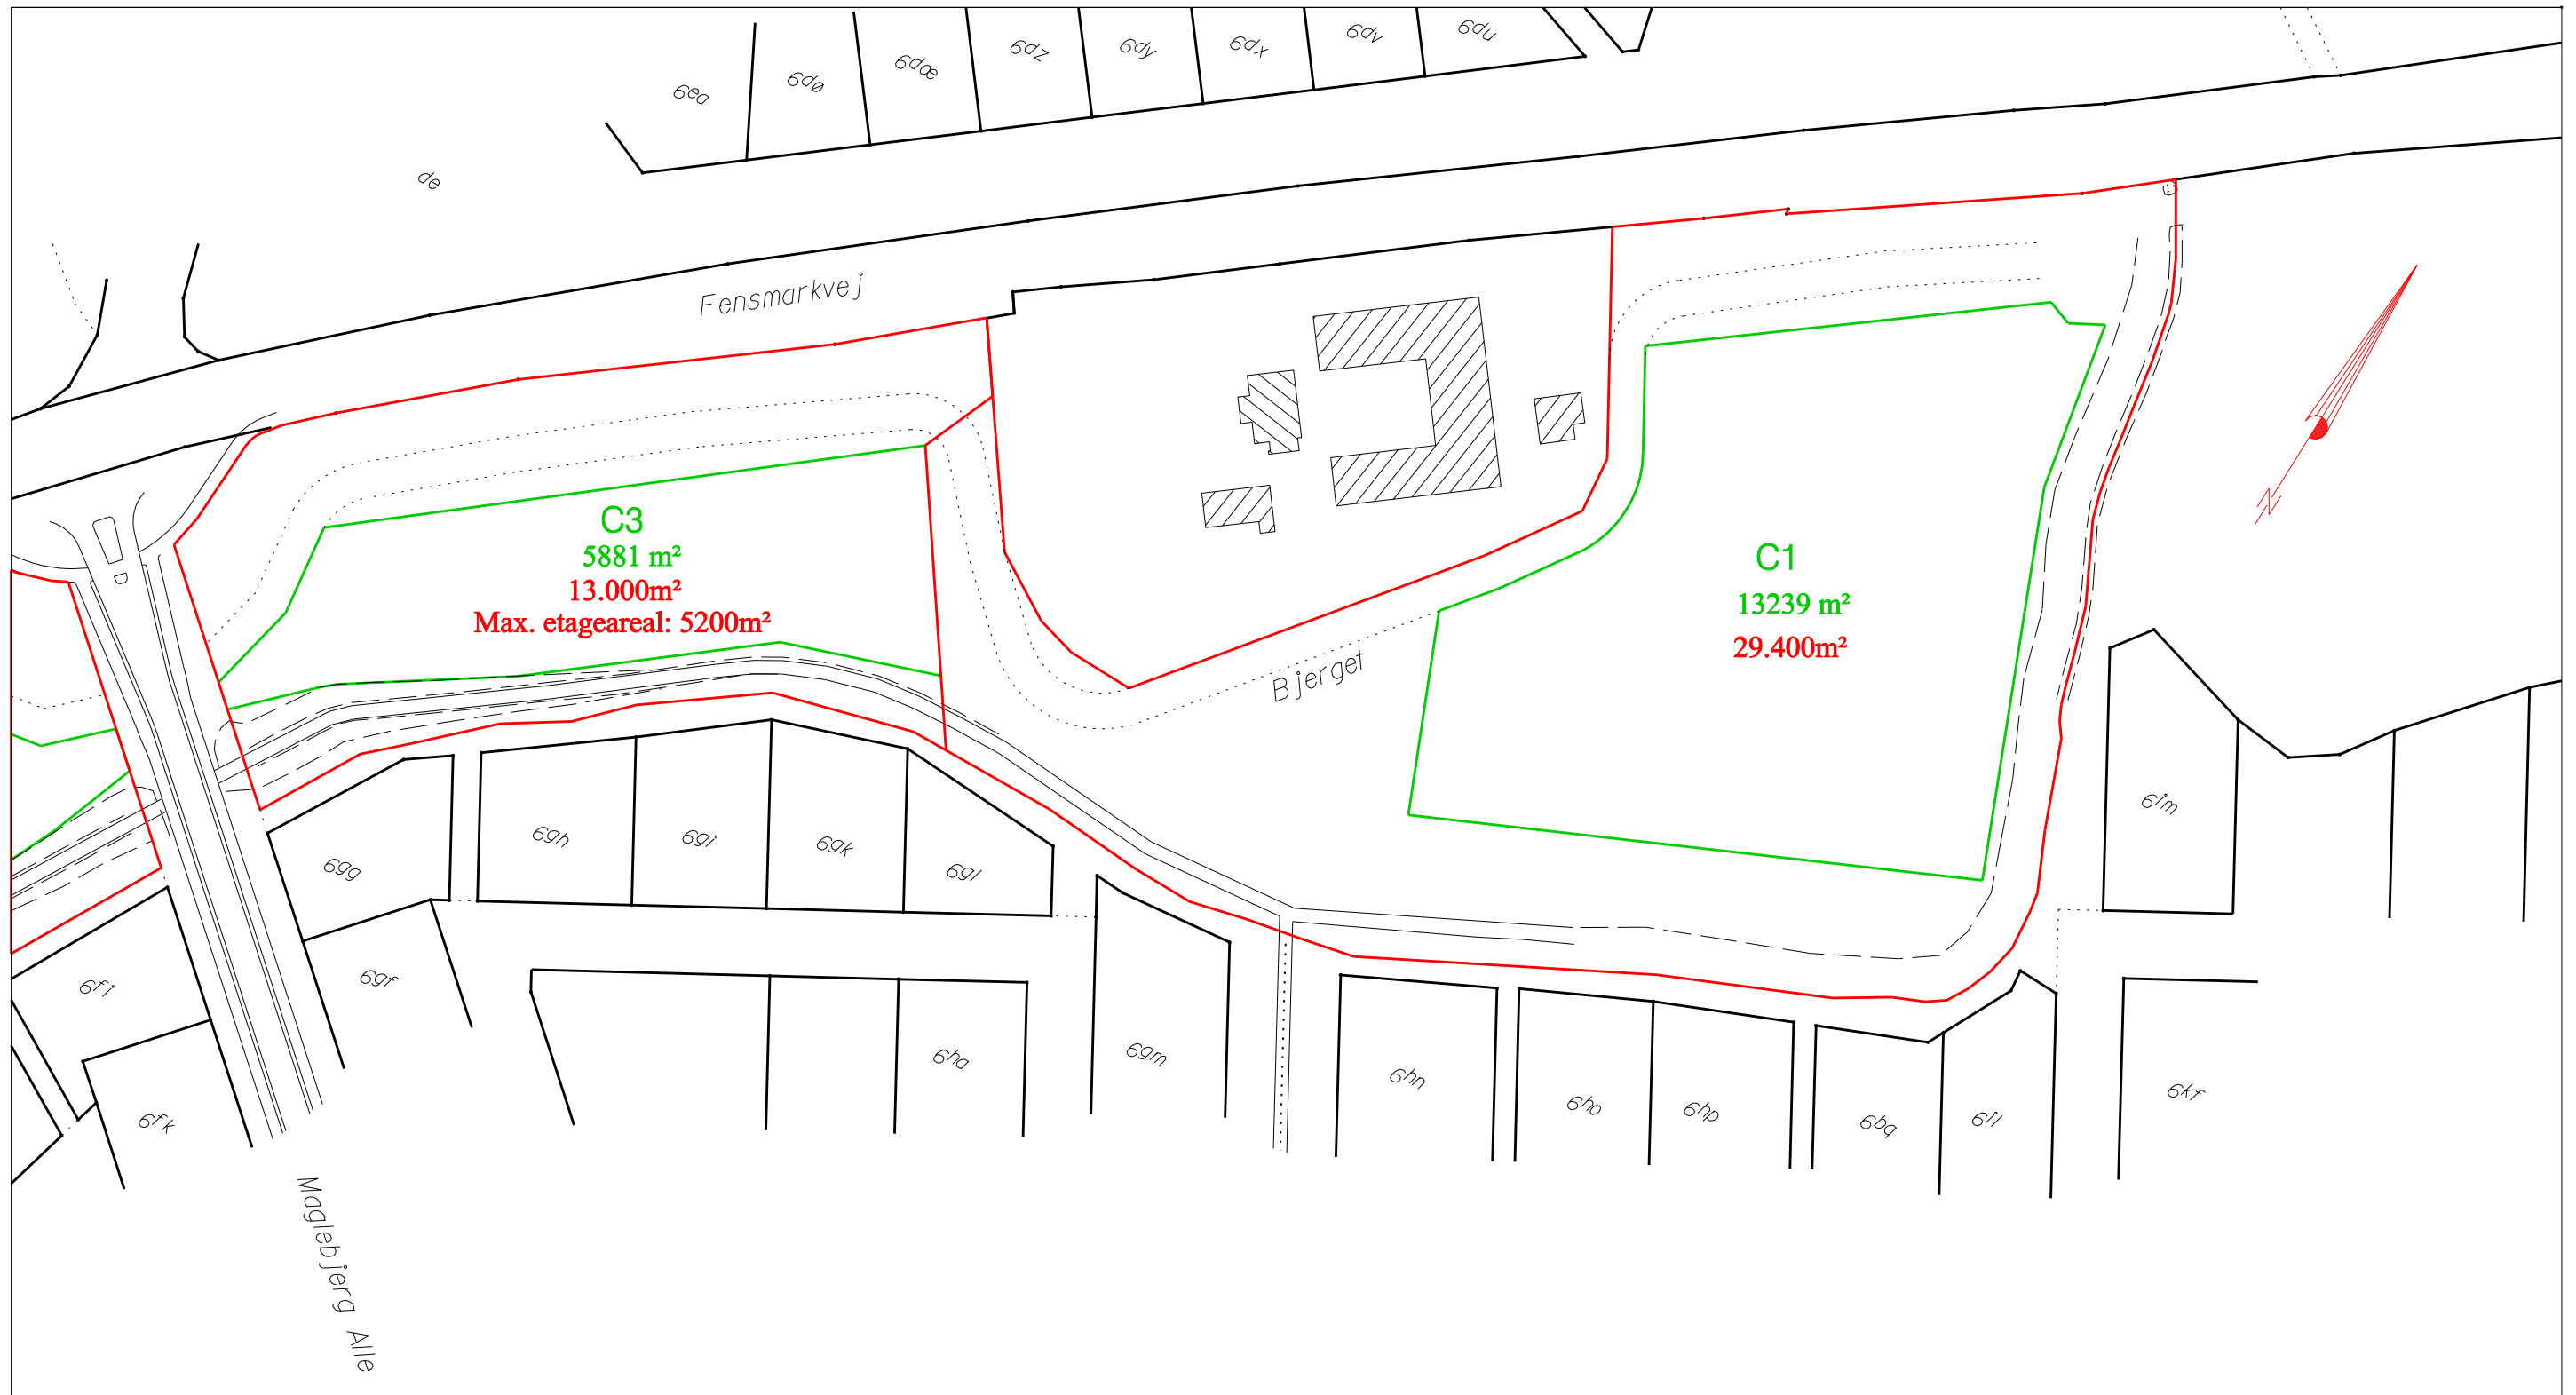 6ea
6dø
6dœ
6dz
6dy
6dx
6dv
6du
de
Fensmarkvej
C3
5881 m²
13.000m²
Max. etageareal: 5200m²
C1
13239 m²
29.400m²
Bjerget
N
6im
6gg
6gh
6gi
6gk
6gl
6fi
6gf
6fk
6ha
6gm
6hn
6ho
6hp
6bq
6il
6kf
Maglebjerg Alle